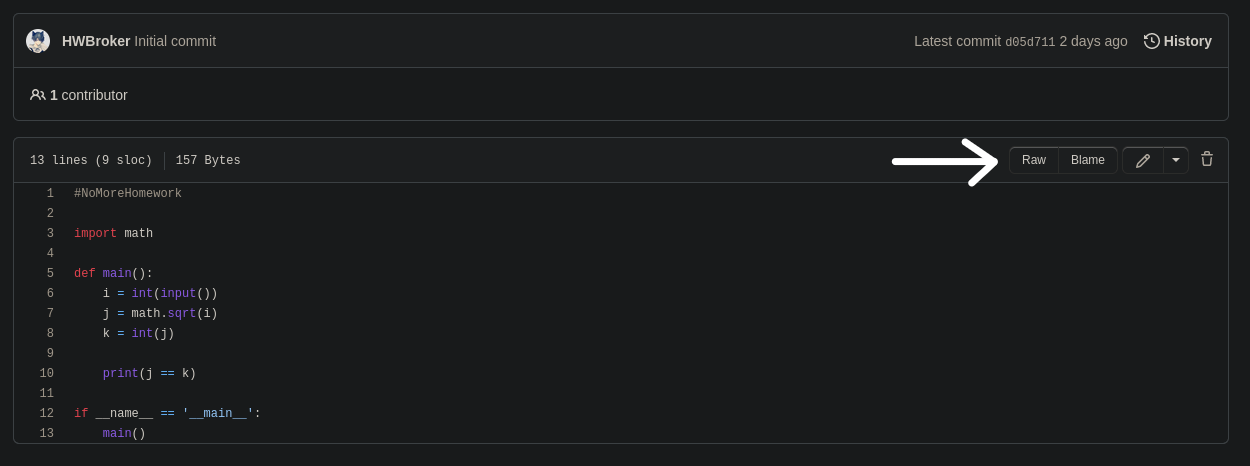 HWBroker Initial commit Latest commit d05d711 2 days ago History
1 contributor
13 lines (9 sloc) 157 Bytes Raw Blame
1 #NoMoreHomework
2
3 import math
4
5 def main():
6     i = int(input())
7     j = math.sqrt(i)
8     k = int(j)
9
10     print(j == k)
11
12 if __name__ == '__main__':
13     main()